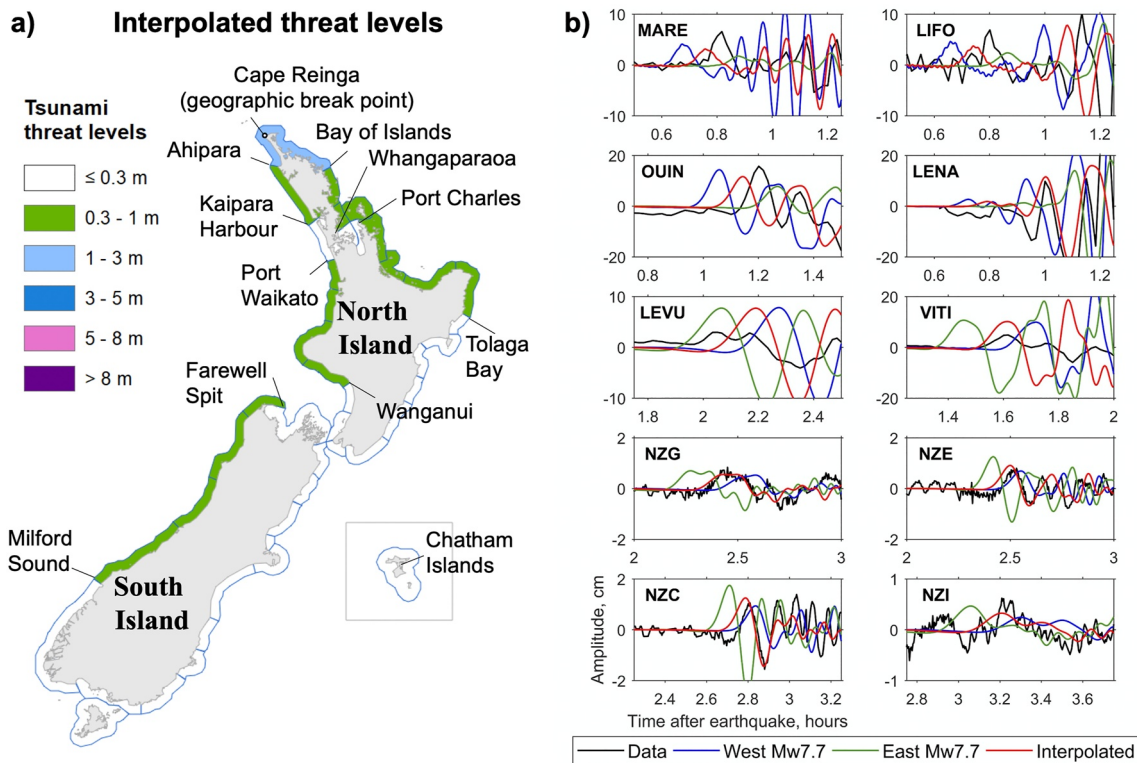 a)
Interpolated threat levels
Cape Reinga
(geographic break point)
Tsunami
threat levels
≤ 0.3 m
0.3 - 1 m
1 - 3 m
3 - 5 m
5 - 8 m
> 8 m
Ahipara
Bay of Islands
Whangaparaoa
Kaipara
Harbour
Port Charles
Port
Waikato
North
Island
Tolaga
Bay
Farewell
Spit
Wanganui
Milford
Sound
South
Island
Chatham
Islands
b)
MARE
10
0
-10
0.6 0.8 1 1.2
LIFO
10
0
-10
0.6 0.8 1 1.2
OUIN
20
0
-20
0.8 1 1.2 1.4
LENA
20
0
-20
0.6 0.8 1 1.2
LEVU
10
0
-10
1.8 2 2.2 2.4
VITI
20
0
-20
1.4 1.6 1.8 2
NZG
2
0
-2
2 2.5 3
NZE
2
0
-2
2 2.5 3
NZC
2
0
-2
2.4 2.6 2.8 3 3.2
NZI
1
0
-1
2.8 3 3.2 3.4 3.6
Amplitude, cm
Time after earthquake, hours
Data West Mw7.7 East Mw7.7 Interpolated